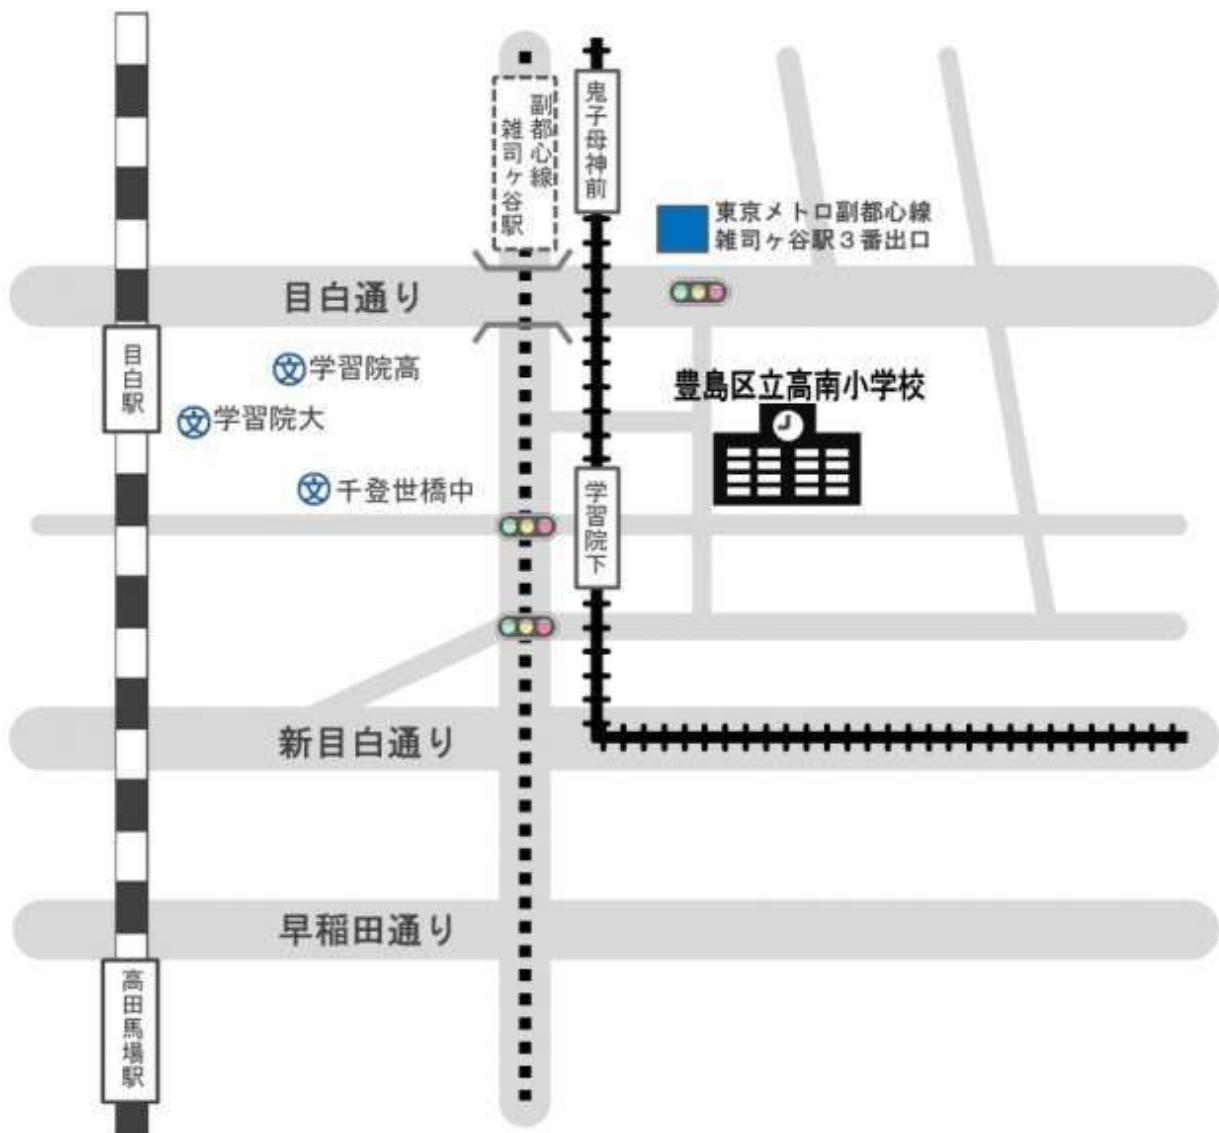 副都心線
雑司ヶ谷駅
鬼子母神前
東京メトロ副都心線
雑司ヶ谷駅3番出口
目白通り
目白駅
文学習院高
文学習院大
豊島区立高南小学校
文千登世橋中
学習院下
新目白通り
早稲田通り
高田馬場駅